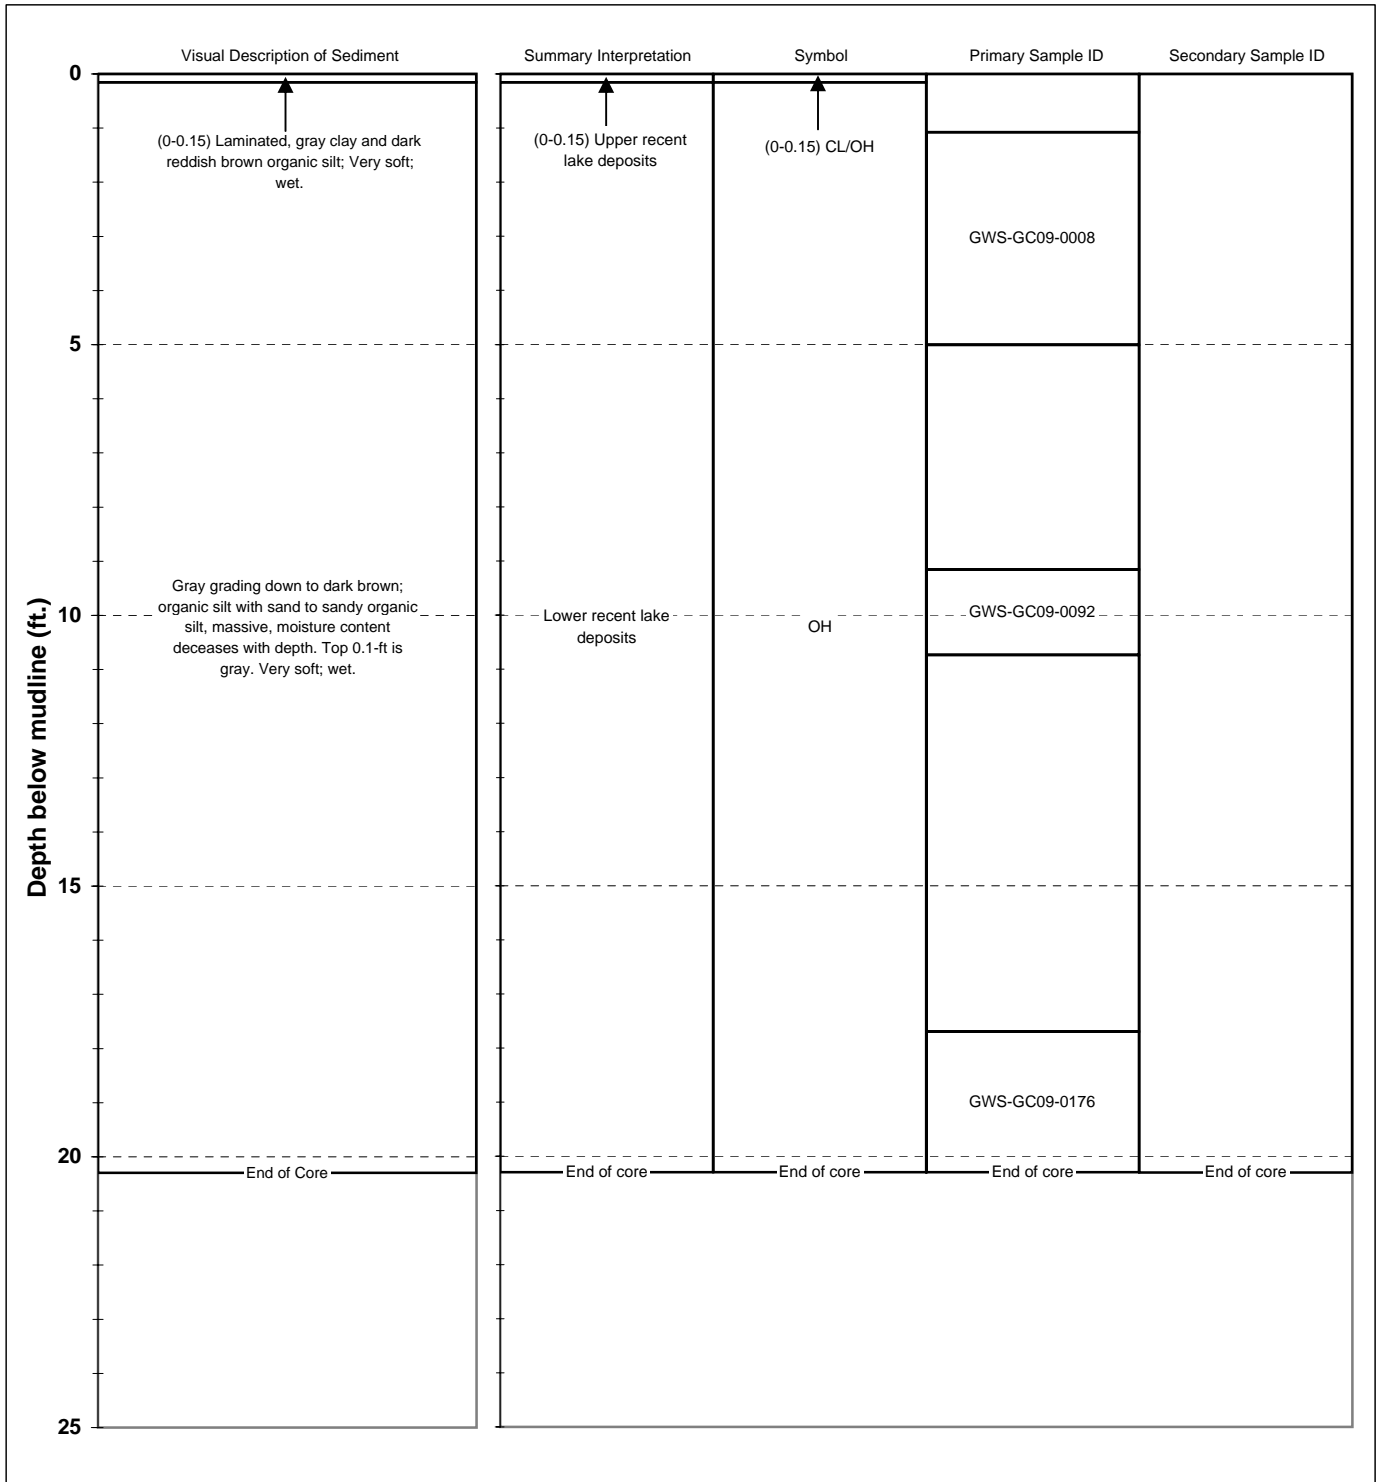 Visual Description of Sediment
Summary Interpretation
Symbol
Primary Sample ID
Secondary Sample ID
0
(0-0.15) Laminated, gray clay and dark
reddish brown organic silt; Very soft;
wet.
(0-0.15) Upper recent
lake deposits
(0-0.15) CL/OH
GWS-GC09-0008
5
Depth below mudline (ft.)
Gray grading down to dark brown;
organic silt with sand to sandy organic
silt, massive, moisture content
deceases with depth. Top 0.1-ft is
gray. Very soft; wet.
10
Lower recent lake
deposits
OH
GWS-GC09-0092
15
GWS-GC09-0176
20
End of Core
End of core
End of core
End of core
End of core
25